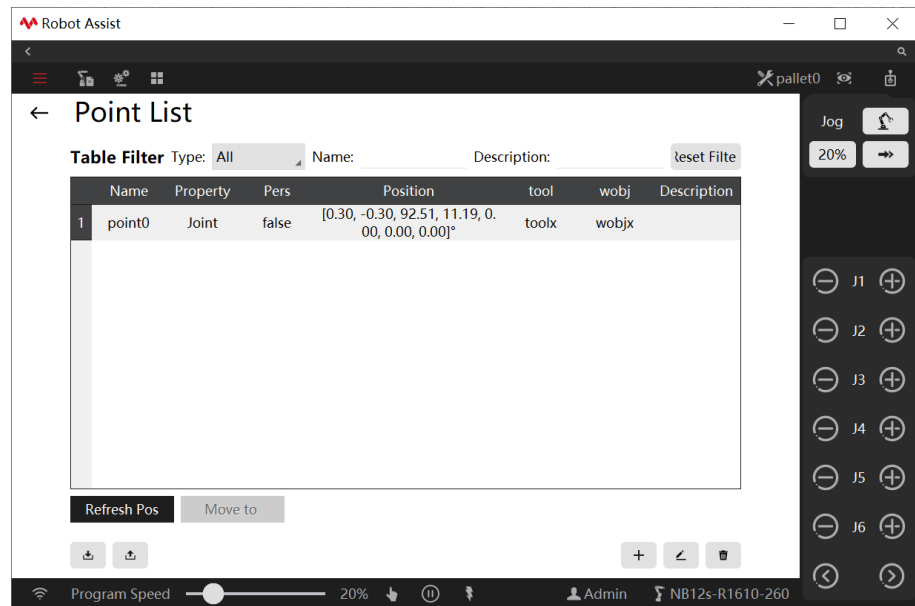 Robot Assist
pallet0
Point List
Jog
20%
Table Filter Type: All Name: Description: Reset Filte
Name Property Pers Position tool wobj Description
1 point0 Joint false [0.30, -0.30, 92.51, 11.19, 0.
00, 0.00, 0.00]° toolx wobjx
J1
J2
J3
J4
J5
J6
Refresh Pos Move to
Program Speed 20% Admin NB12s-R1610-260